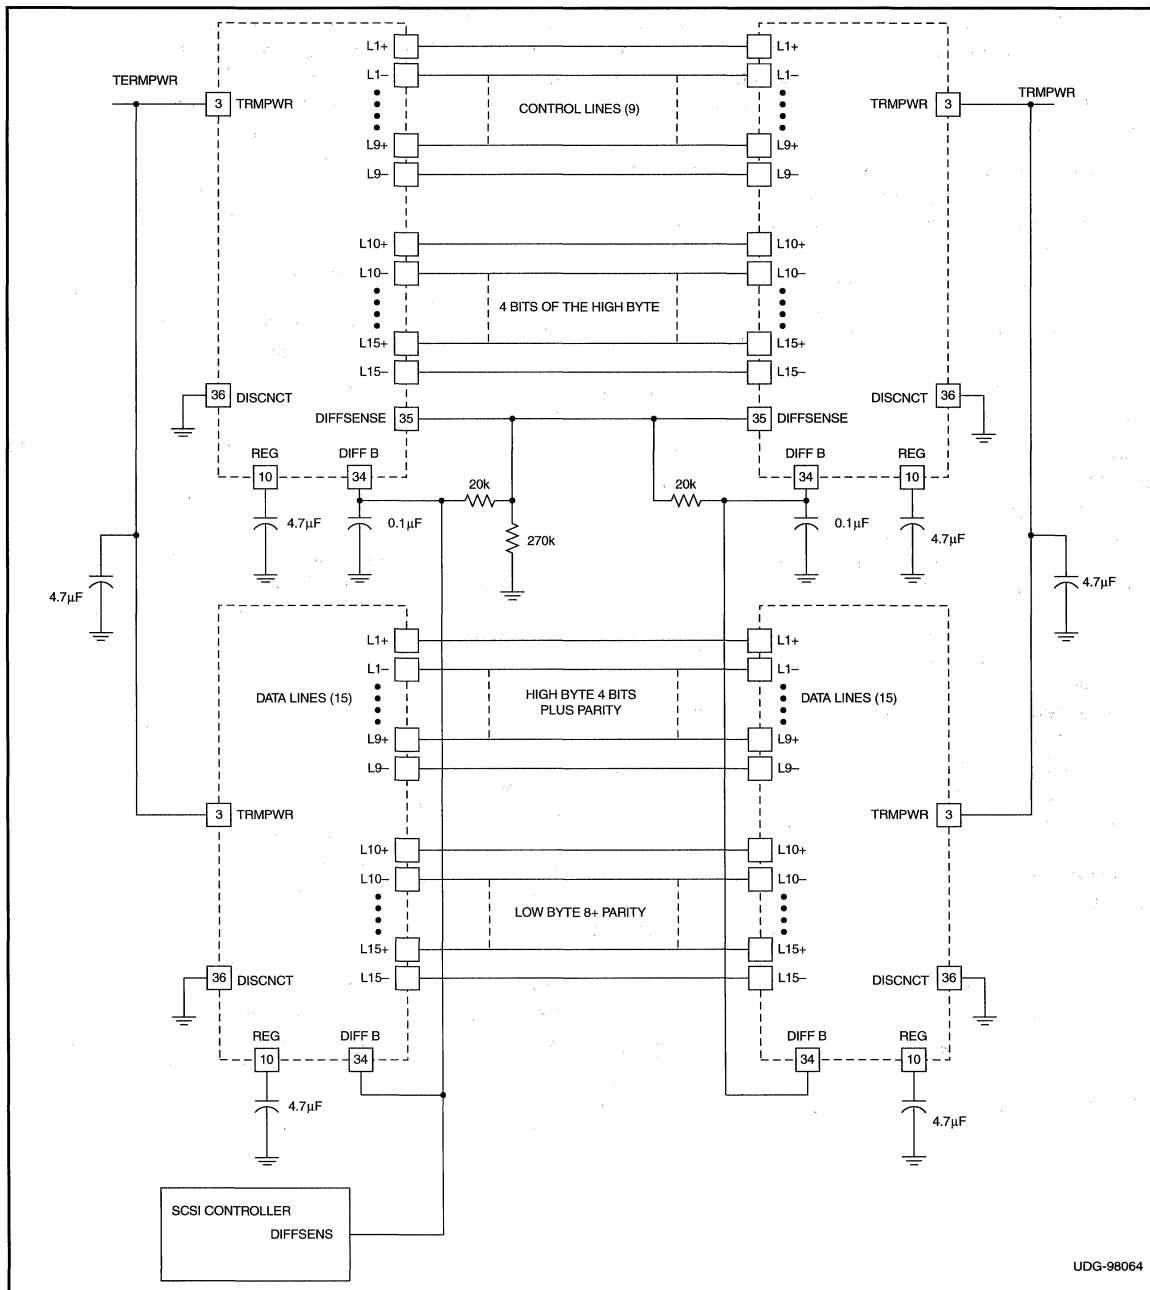 L1+ L1+
TERMPWR L1– L1–
3 TRMPWR CONTROL LINES (9) TRMPWR 3 TRMPWR
L9+ L9+
L9– L9–
L10+ L10+
L10– L10–
4 BITS OF THE HIGH BYTE
L15+ L15+
L15– L15–
36 DISCNCT DISCNCT 36
DIFFSENSE 35 35 DIFFSENSE
REG DIFF B DIFF B REG
10 34 34 10
20k 20k
4.7µF 0.1µF 0.1µF 4.7µF
270k
4.7µF 4.7µF
L1+ L1+
L1– L1–
DATA LINES (15) HIGH BYTE 4 BITS DATA LINES (15)
PLUS PARITY
L9+ L9+
L9– L9–
3 TRMPWR TRMPWR 3
L10+ L10+
L10– L10–
LOW BYTE 8+ PARITY
L15+ L15+
L15– L15–
36 DISCNCT DISCNCT 36
REG DIFF B DIFF B REG
10 34 34 10
4.7µF 4.7µF
SCSI CONTROLLER
DIFFSENS
UDG-98064